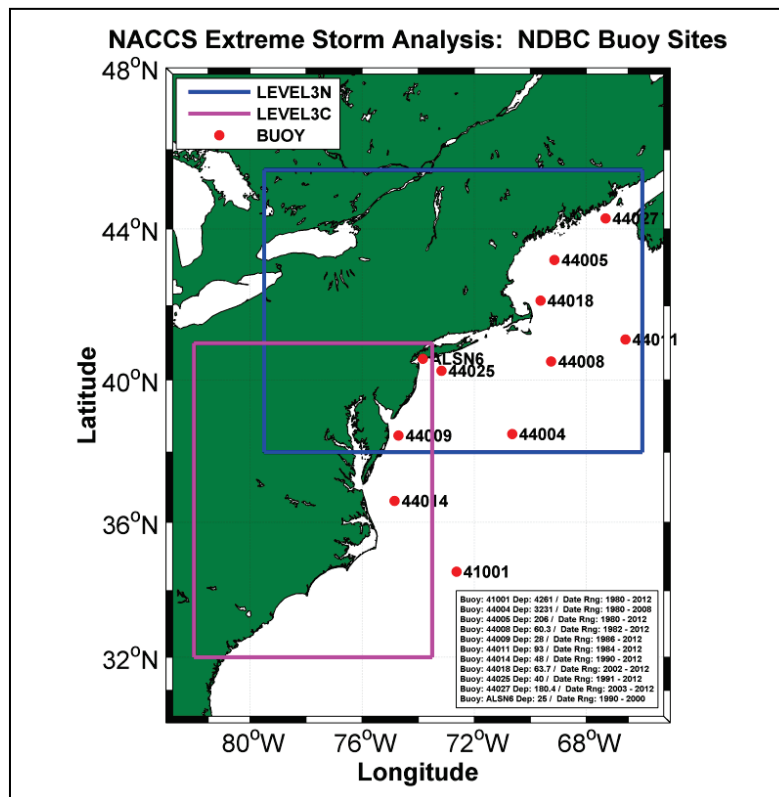 NACCS Extreme Storm Analysis:  NDBC Buoy Sites
48°N
LEVEL3N
LEVEL3C
BUOY
44027
44°N
44005
44018
44011
ALSN6
44008
40°N
44025
44009
44004
Latitude
44014
36°N
41001
Buoy: 41001 Dep: 4261 /  Date Rng: 1980 - 2012
Buoy: 44004 Dep: 3231 /  Date Rng: 1980 - 2008
Buoy: 44005 Dep: 206 /  Date Rng: 1980 - 2012
Buoy: 44008 Dep: 60.3 /  Date Rng: 1982 - 2012
Buoy: 44009 Dep: 28 /  Date Rng: 1986 - 2012
Buoy: 44011 Dep: 93 /  Date Rng: 1984 - 2012
Buoy: 44014 Dep: 48 /  Date Rng: 1990 - 2012
Buoy: 44018 Dep: 63.7 /  Date Rng: 2002 - 2012
Buoy: 44025 Dep: 40 /  Date Rng: 1991 - 2012
Buoy: 44027 Dep: 180.4 /  Date Rng: 2003 - 2012
Buoy: ALSN6 Dep: 25 /  Date Rng: 1990 - 2000
32°N
80°W
76°W
72°W
68°W
Longitude